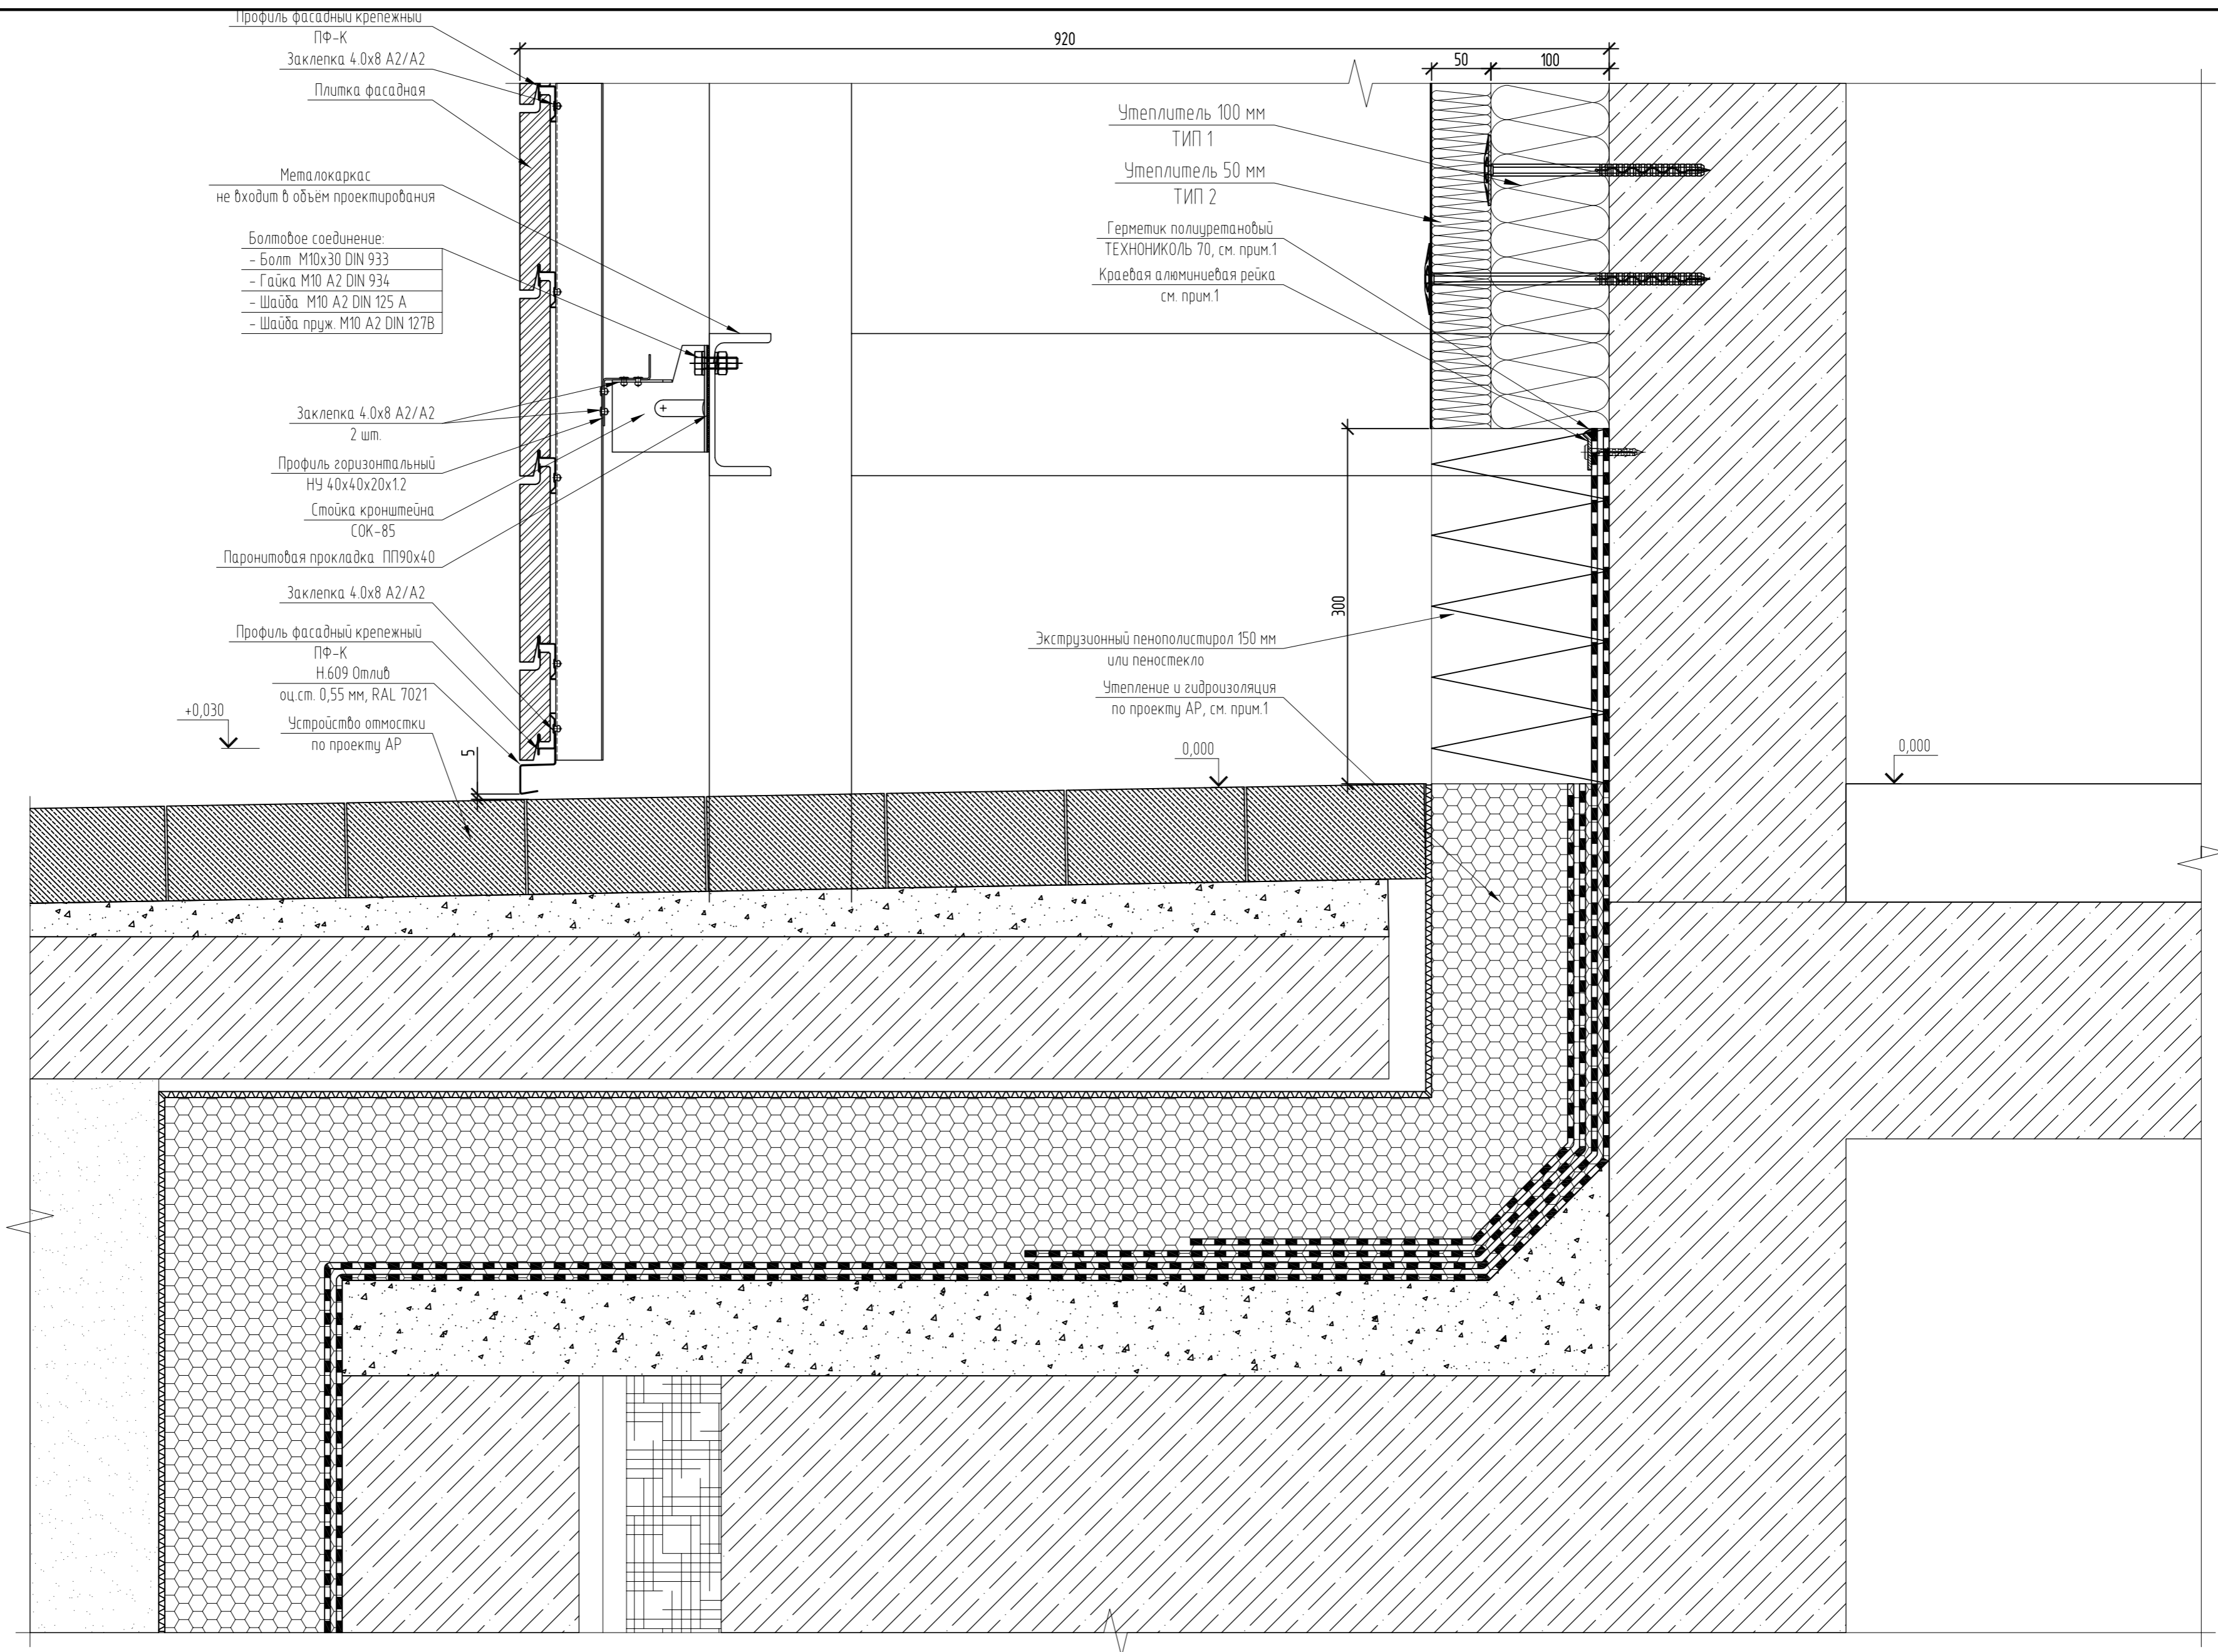 Профиль фасадный крепежный
ПФ-К
Заклепка 4.0х8 А2/А2
Плитка фасадная
Металокаркас
не входит в объём проектирования
Болтовое соединение:
- Болт М10х30 DIN 933
- Гайка М10 А2 DIN 934
- Шайба М10 А2 DIN 125 А
- Шайба пруж. М10 А2 DIN 127В
Заклепка 4.0х8 А2/А2
2 шт.
Профиль горизонтальный
НУ 40х40х20х1.2
Стойка кронштейна
СОК-85
Паронитовая прокладка ПП90х40
Заклепка 4.0х8 А2/А2
Профиль фасадный крепежный
ПФ-К
Н.609 Отлив
оц.ст. 0,55 мм, RAL 7021
Устройство отмостки
по проекту АР
+0,030
5
920
50
100
Утеплитель 100 мм
ТИП 1
Утеплитель 50 мм
ТИП 2
Герметик полиуретановый
ТЕХНОНИКОЛЬ 70, см. прим.1
Краевая алюминиевая рейка
см. прим.1
300
Экструзионный пенополистирол 150 мм
или пеностекло
Утепление и гидроизоляция
по проекту АР, см. прим.1
0,000
0,000